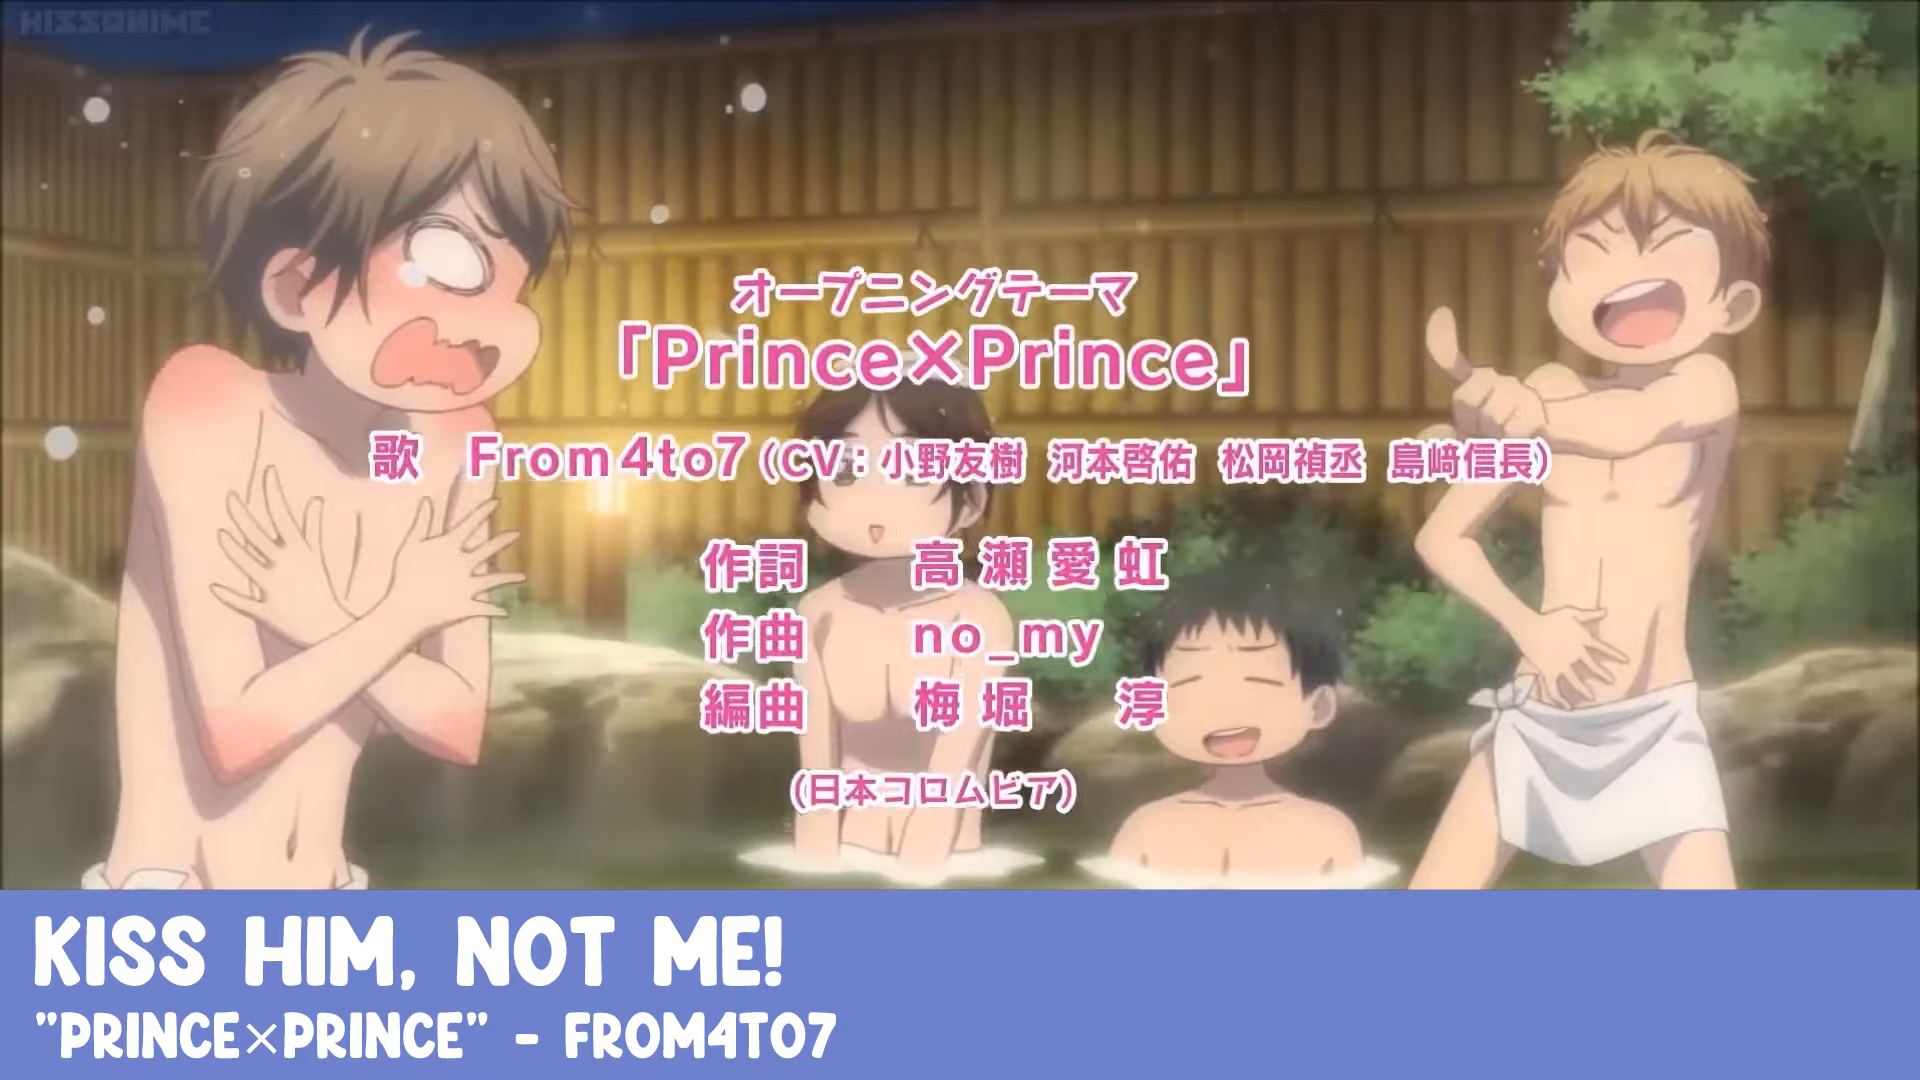 KISSANIME
オープニングテーマ
「Prince×Prince」
歌 From4to7(CV:小野友樹 河本啓佑 松岡禎丞 島﨑信長)
作詞 高瀬愛虹
作曲 no_my
編曲 梅堀 淳
(日本コロムビア)
KISS HIM, NOT ME!
"PRINCE×PRINCE" - FROM4TO7